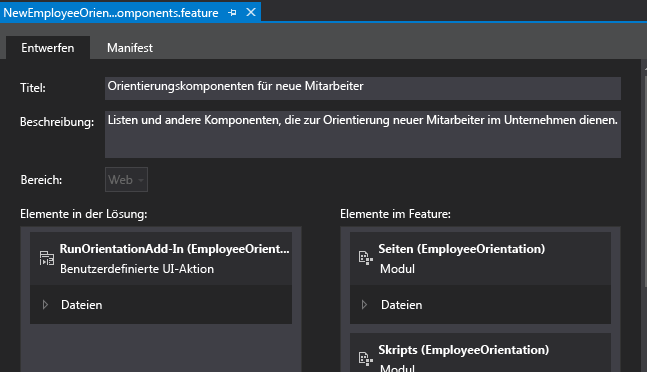 NewEmployeeOrien...omponents.feature
Entwerfen Manifest
Titel: Orientierungskomponenten für neue Mitarbeiter
Beschreibung: Listen und andere Komponenten, die zur Orientierung neuer Mitarbeiter im Unternehmen dienen.
Bereich: Web
Elemente in der Lösung:
RunOrientationAdd-In (EmployeeOrient...
Benutzerdefinierte UI-Aktion
Dateien
Elemente im Feature:
Seiten (EmployeeOrientation)
Modul
Dateien
Skripts (EmployeeOrientation)
Modul